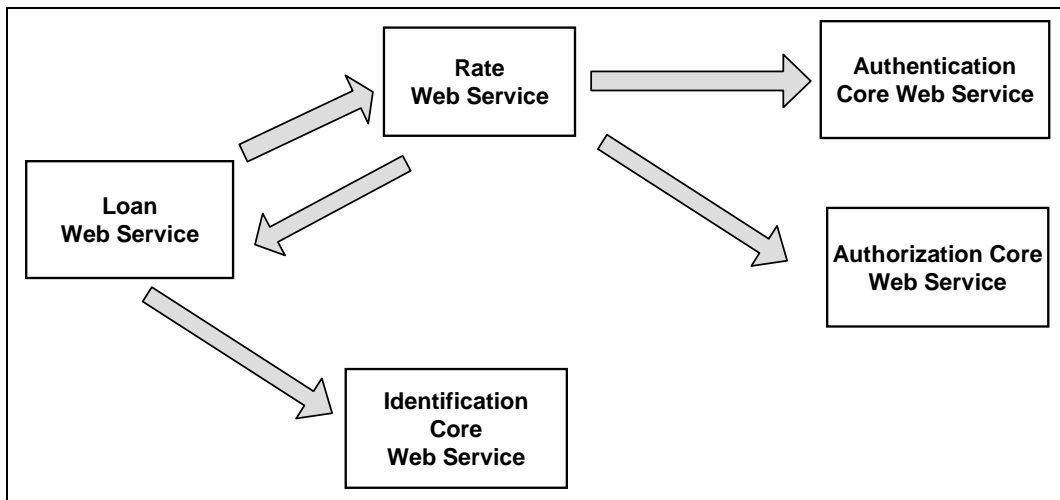 Rate
Web Service
Authentication
Core Web Service
Loan
Web Service
Authorization Core
Web Service
Identification
Core
Web Service